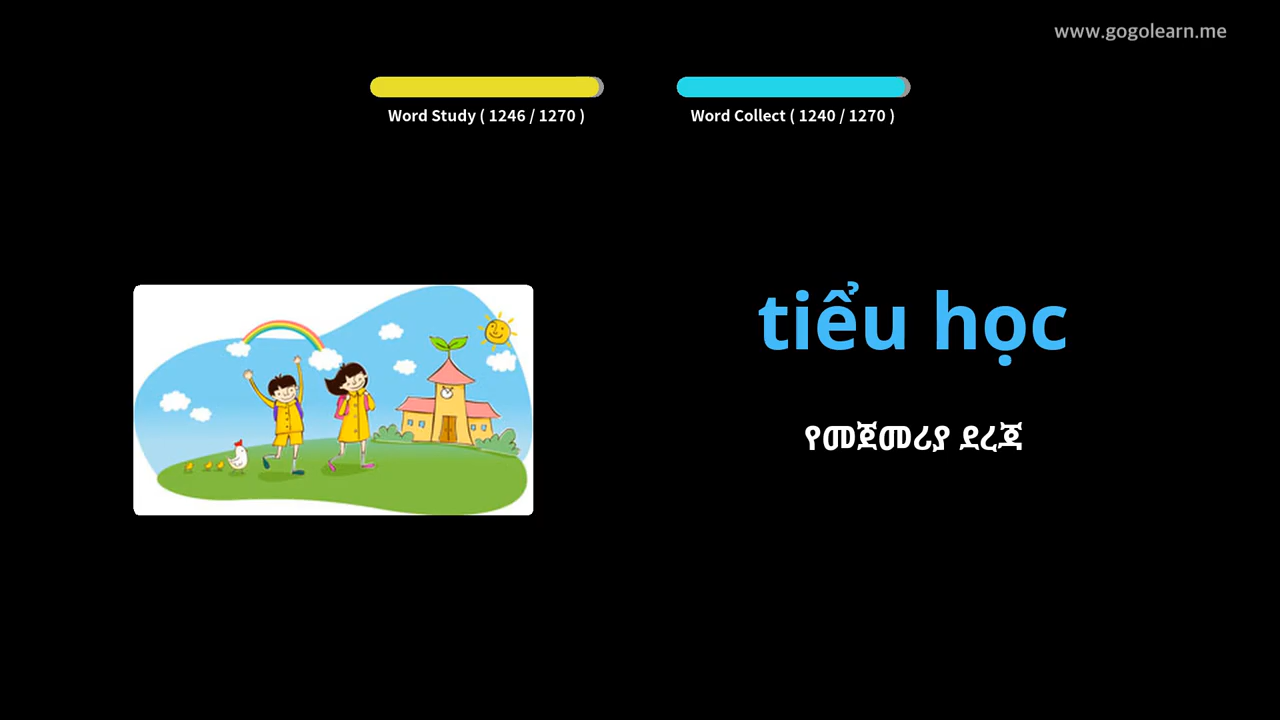 www.gogolearn.me
Word Study ( 1246 / 1270 )
Word Collect ( 1240 / 1270 )
tiểu học
የመጀመሪያ ደረጃ